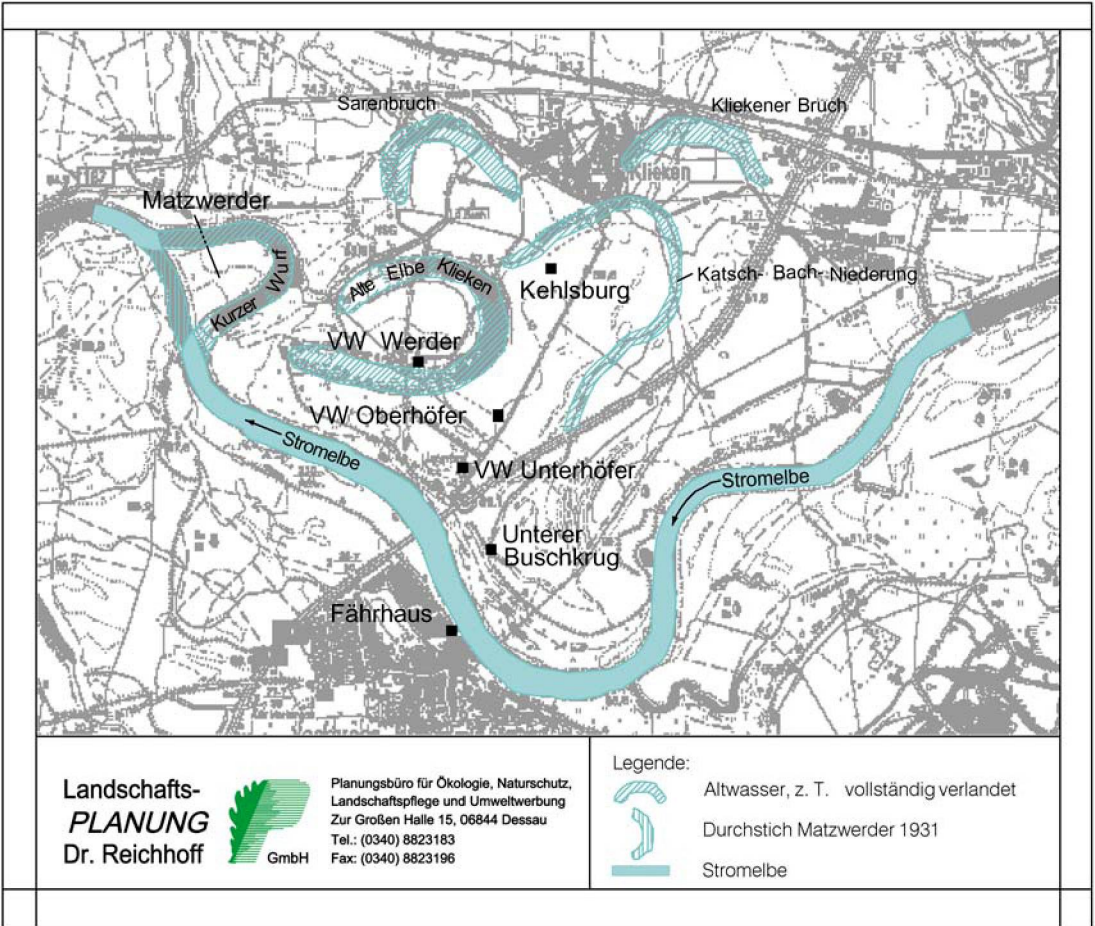 Sarenbruch
Kliekener Bruch
Klieken
Matzwerder
Kurzer Wurf
Alte Elbe Klieken
Katsch- Bach- Niederung
Kehlsburg
VW Werder
VW Oberhöfer
Stromelbe
VW Unterhöfer
Stromelbe
Unterer
Buschkrug
Fährhaus
Landschafts-
PLANUNG
Dr. Reichhoff
GmbH
Planungsbüro für Ökologie, Naturschutz,
Landschaftspflege und Umweltwerbung
Zur Großen Halle 15, 06844 Dessau
Tel.: (0340) 8823183
Fax: (0340) 8823196
Legende:
Altwasser, z. T. vollständig verlandet
Durchstich Matzwerder 1931
Stromelbe